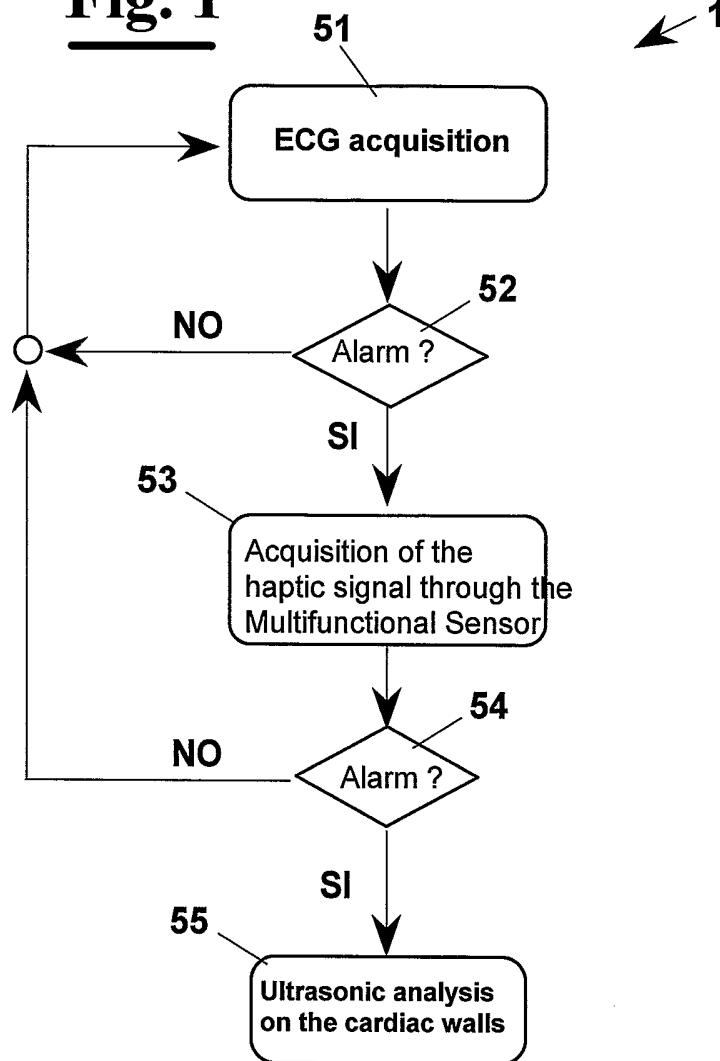 Fig. 1
1
51
ECG acquisition
52
NO
Alarm ?
SI
53
Acquisition of the
haptic signal through the
Multifunctional Sensor
54
NO
Alarm ?
SI
55
Ultrasonic analysis
on the cardiac walls